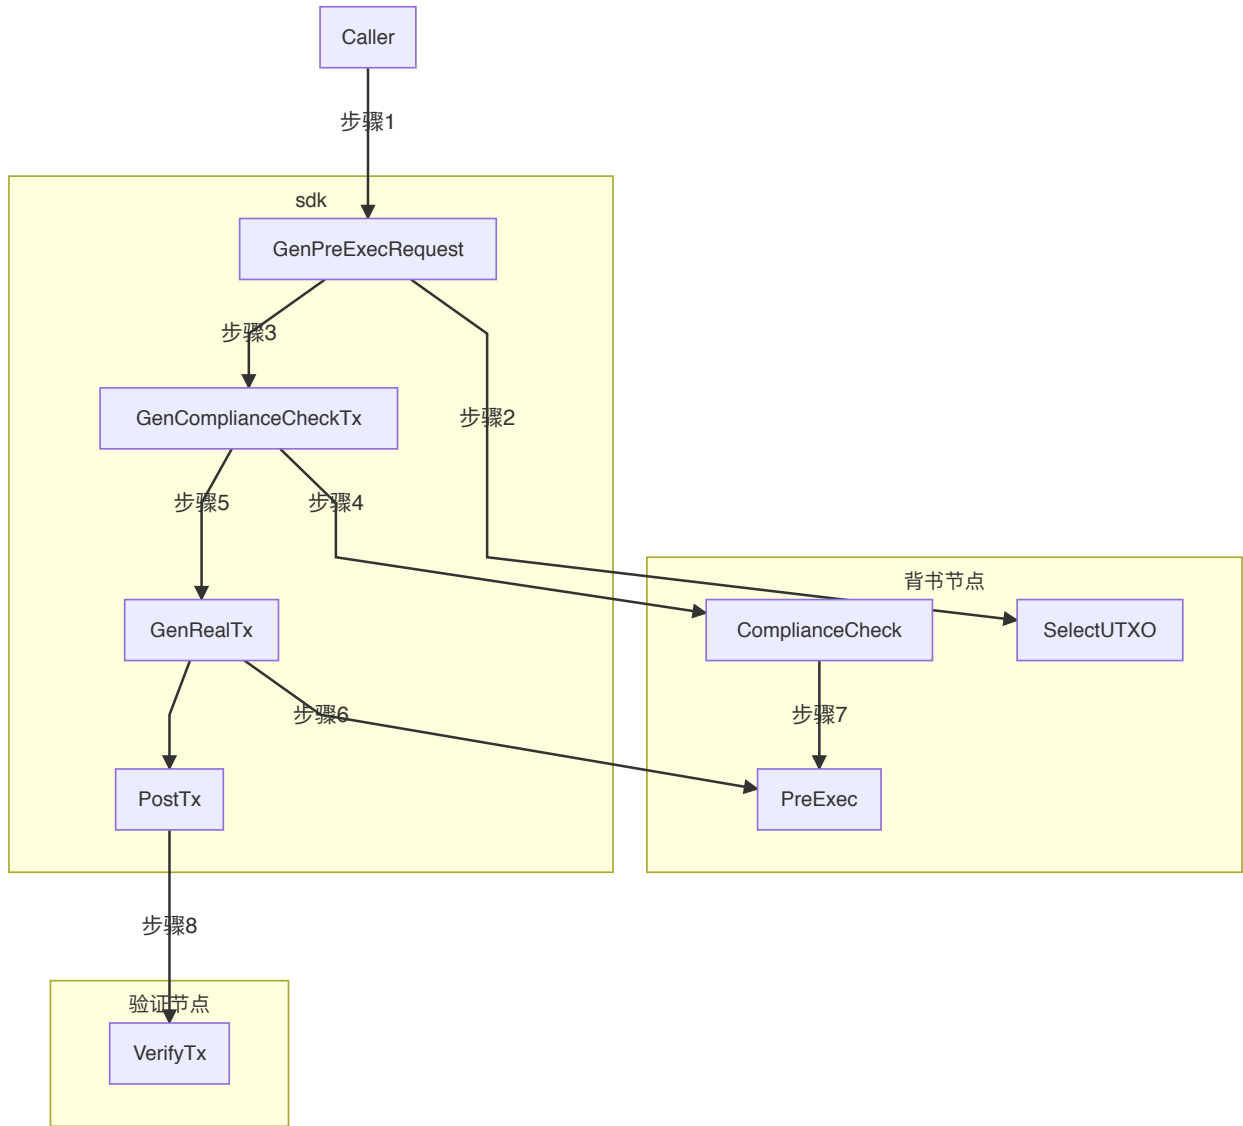 Caller
步骤1
sdk
GenPreExecRequest
步骤3
GenComplianceCheckTx
步骤2
步骤5
步骤4
背书节点
GenRealTx
ComplianceCheck
SelectUTXO
步骤6
步骤7
PostTx
PreExec
步骤8
验证节点
VerifyTx